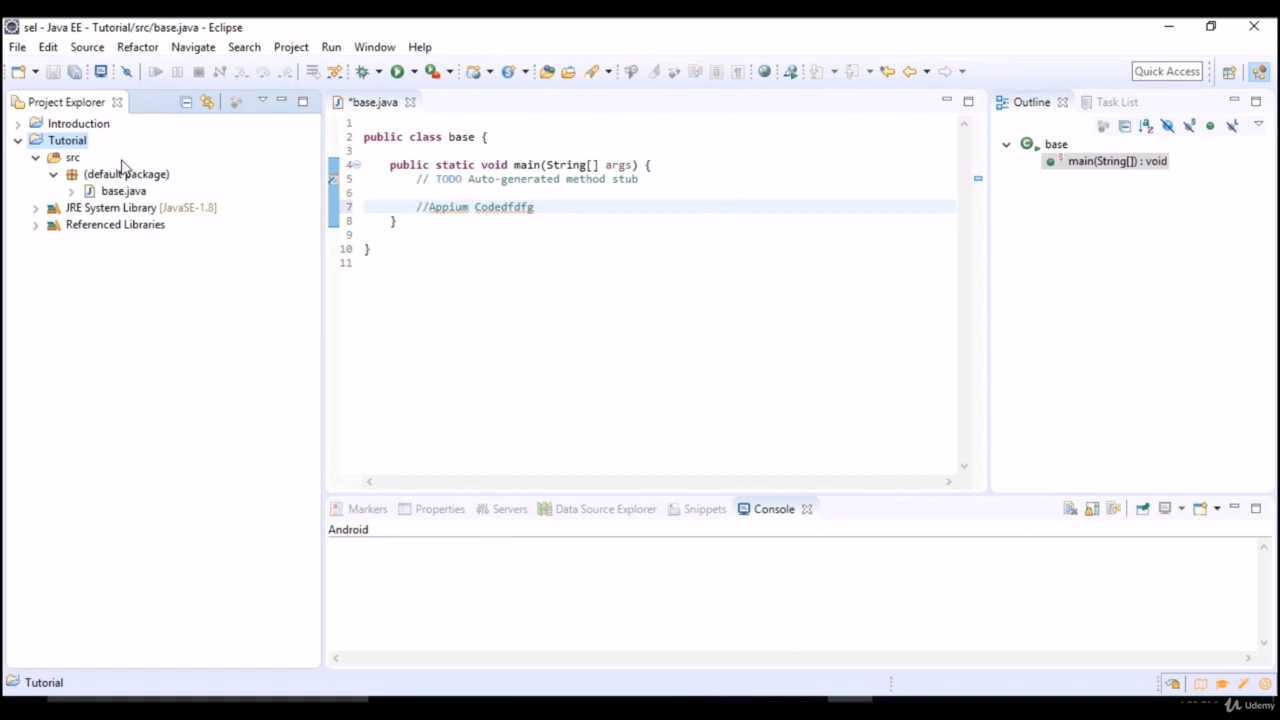 sel - Java EE - Tutorial/src/base.java - Eclipse
File Edit Source Refactor Navigate Search Project Run Window Help
Quick Access
Project Explorer
Introduction
Tutorial
src
(default package)
base.java
JRE System Library [JavaSE-1.8]
Referenced Libraries
*base.java
1
2 public class base {
3
4 public static void main(String[] args) {
5 // TODO Auto-generated method stub
6
7 //Appium Codedfdfg
8 }
9
10 }
11
Outline Task List
base
main(String[]) : void
Markers Properties Servers Data Source Explorer Snippets Console
Android
Tutorial
Udemy